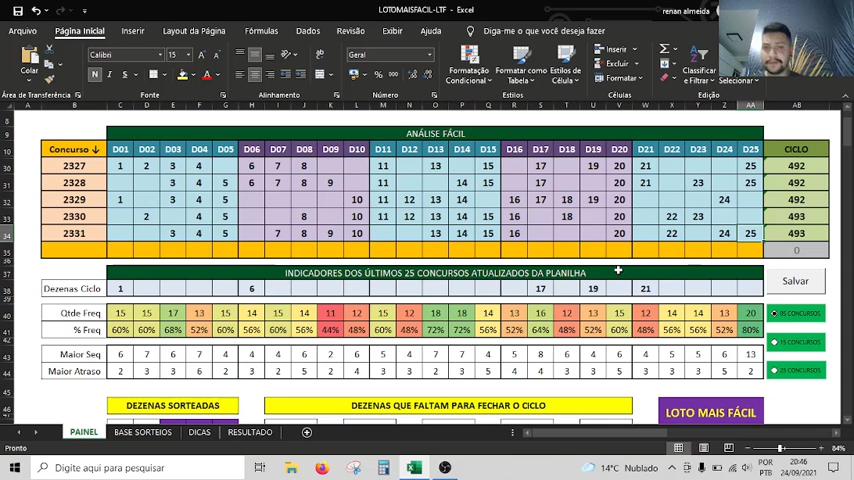 LOTOMAISFACIL-LTF - Excel
renan almeida
Arquivo Página Inicial Inserir Layout da Página Fórmulas Dados Revisão Exibir Ajuda Diga-me o que você deseja fazer
Colar
Calibri 15
N I S
Geral
Formatação Condicional
Formatar como Tabela
Estilos de Célula
Inserir
Excluir
Formatar
Classificar e Filtrar
Selecionar
Área de Transferência Fonte Alinhamento Número Estilos Células Edição
A B C D E F G H I J K L M N O P Q R S T U V W X Y Z AA AB
ANÁLISE FÁCIL
Concurso D01 D02 D03 D04 D05 D06 D07 D08 D09 D10 D11 D12 D13 D14 D15 D16 D17 D18 D19 D20 D21 D22 D23 D24 D25 CICLO
2327 1 2 3 4 6 7 8 11 13 15 17 19 20 21 25 492
2328 3 4 5 6 7 8 9 11 14 15 17 20 21 23 25 492
2329 1 3 4 5 10 11 12 13 14 15 16 17 18 20 24 492
2330 2 4 5 8 10 11 12 13 14 15 16 18 20 22 23 493
2331 3 4 5 7 8 9 10 13 14 15 16 20 22 23 24 25 493
0
INDICADORES DOS ÚLTIMOS 25 CONCURSOS ATUALIZADOS DA PLANILHA
Dezenas Ciclo 1 6 17 19 21
Salvar
Qtde Freq 15 15 17 13 15 14 15 14 11 12 15 12 18 18 14 13 16 12 13 15 12 14 14 13 20
05 CONCURSOS
% Freq 60% 60% 68% 52% 60% 56% 60% 56% 44% 48% 60% 48% 72% 72% 56% 52% 64% 48% 52% 60% 48% 56% 56% 52% 80%
15 CONCURSOS
Maior Seq 6 7 6 7 4 4 4 6 2 6 5 4 7 7 4 5 8 4 4 6 4 5 5 6 13
Maior Atraso 2 3 3 2 3 2 3 2 3 4 3 4 2 4 3 3 3 3 3 2 3 3 3 5 2
25 CONCURSOS
DEZENAS SORTEADAS
DEZENAS QUE FALTAM PARA FECHAR O CICLO
LOTO MAIS FÁCIL
PAINEL BASE SORTEIOS DICAS RESULTADO
Pronto
84%
Digite aqui para pesquisar
14°C Nublado
POR
PTB
20:46
24/09/2021